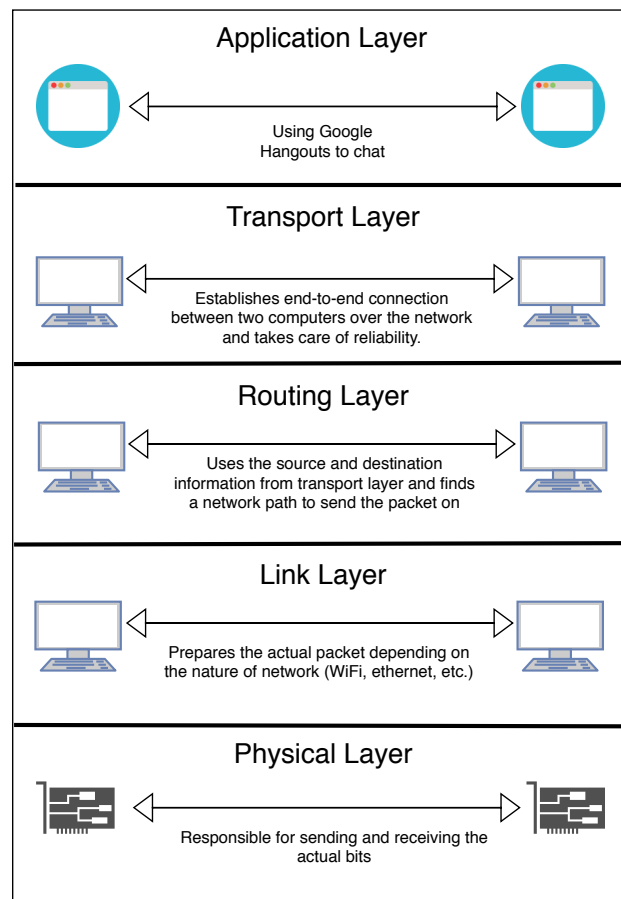 Application Layer
Using Google
Hangouts to chat
Transport Layer
Establishes end-to-end connection
between two computers over the network
and takes care of reliability.
Routing Layer
Uses the source and destination
information from transport layer and finds
a network path to send the packet on
Link Layer
Prepares the actual packet depending on
the nature of network (WiFi, ethernet, etc.)
Physical Layer
Responsible for sending and receiving the
actual bits